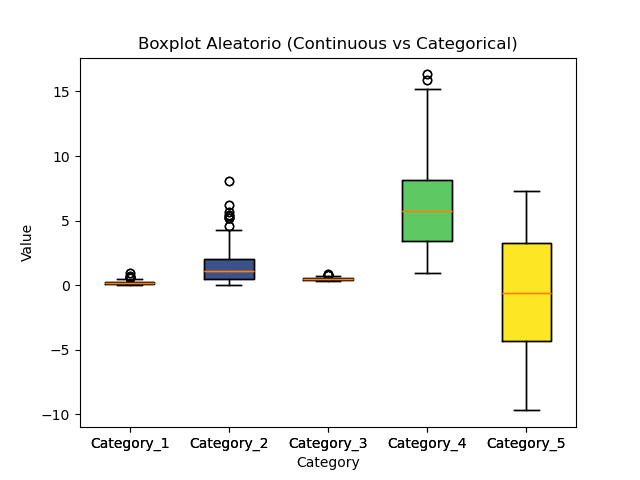 Boxplot Aleatorio (Continuous vs Categorical)
Value
15
10
5
0
−5
−10
Category_1 Category_2 Category_3 Category_4 Category_5
Category